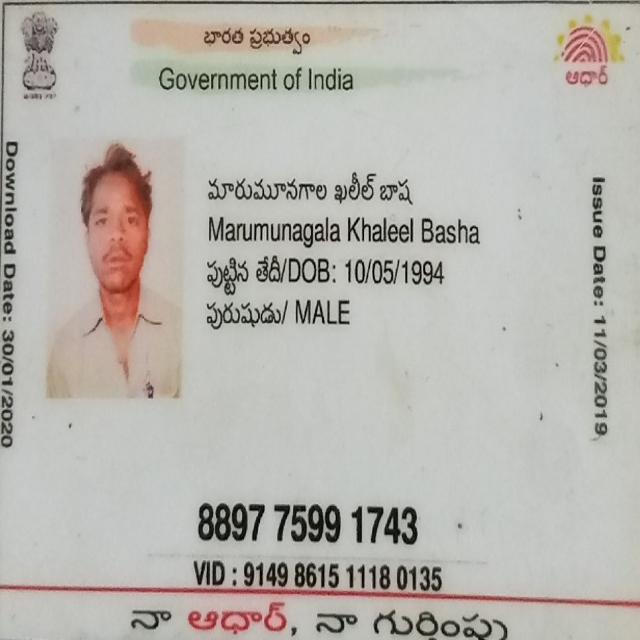 భారత ప్రభుత్వం
Government of India
ఆధార్
మారుమూనగాల ఖలీల్ బాష
Marumunagala Khaleel Basha
పుట్టిన తేదీ/DOB: 10/05/1994
పురుషుడు/ MALE
Download Date: 30/01/2020
Issue Date: 11/03/2019
8897 7599 1743
VID : 9149 8615 1118 0135
నా ఆధార్, నా గుర్తింపు